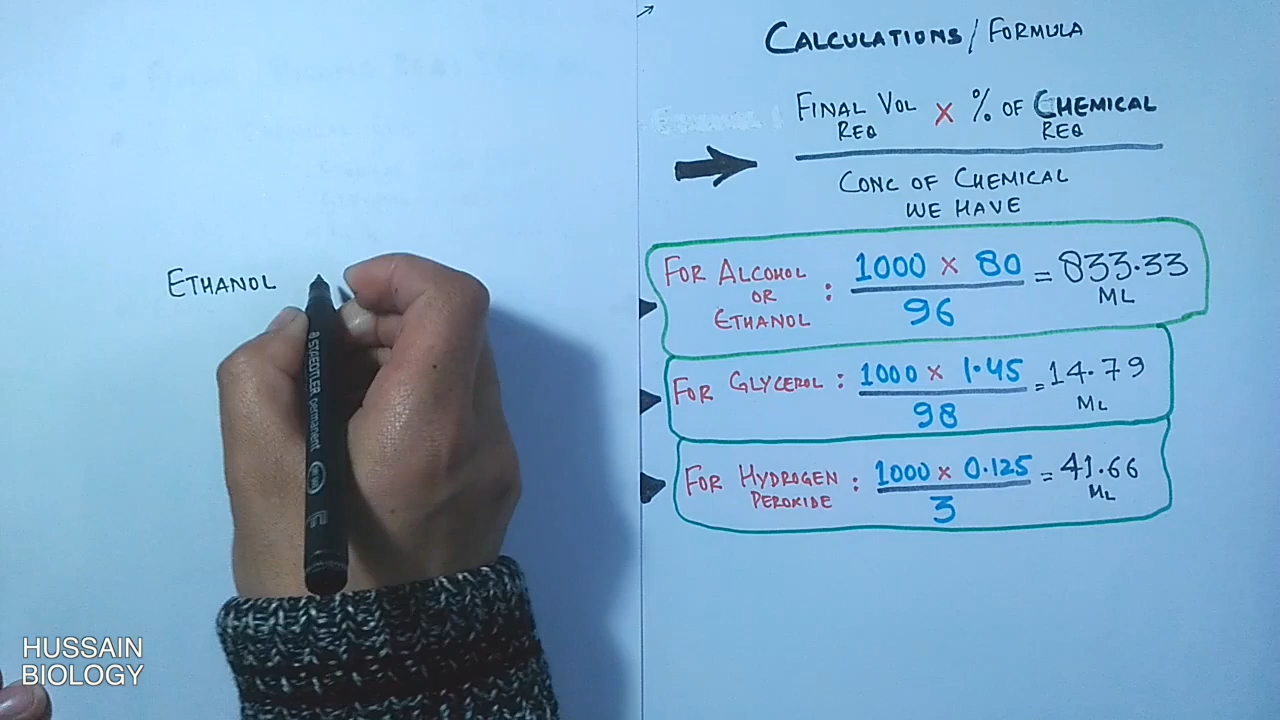 ETHANOL
CALCULATIONS / FORMULA
FINAL VOL REQ X % OF CHEMICAL REQ
CONC OF CHEMICAL
WE HAVE
FOR ALCOHOL OR ETHANOL : 1000 x 80 / 96 = 833.33 ML
FOR GLYCEROL : 1000 x 1.45 / 98 = 14.79 ML
FOR HYDROGEN PEROXIDE : 1000 x 0.125 / 3 = 41.66 ML
STAEDTLER permanent
HUSSAIN
BIOLOGY